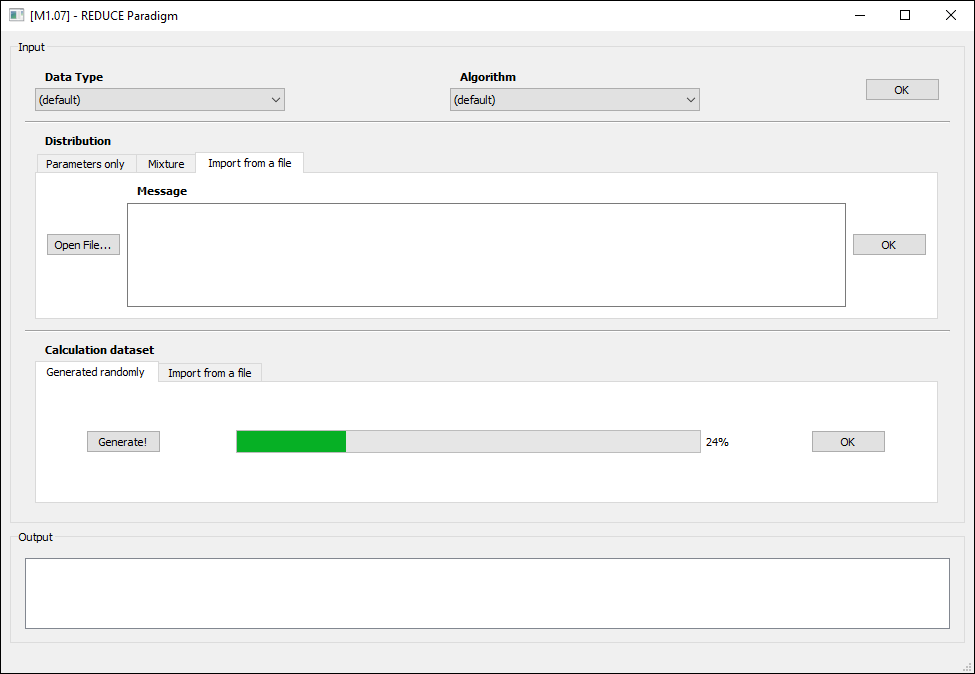 [M1.07] - REDUCE Paradigm
Input
Data Type
Algorithm
(default)
(default)
OK
Distribution
Parameters only
Mixture
Import from a file
Message
Open File...
OK
Calculation dataset
Generated randomly
Import from a file
Generate!
24%
OK
Output